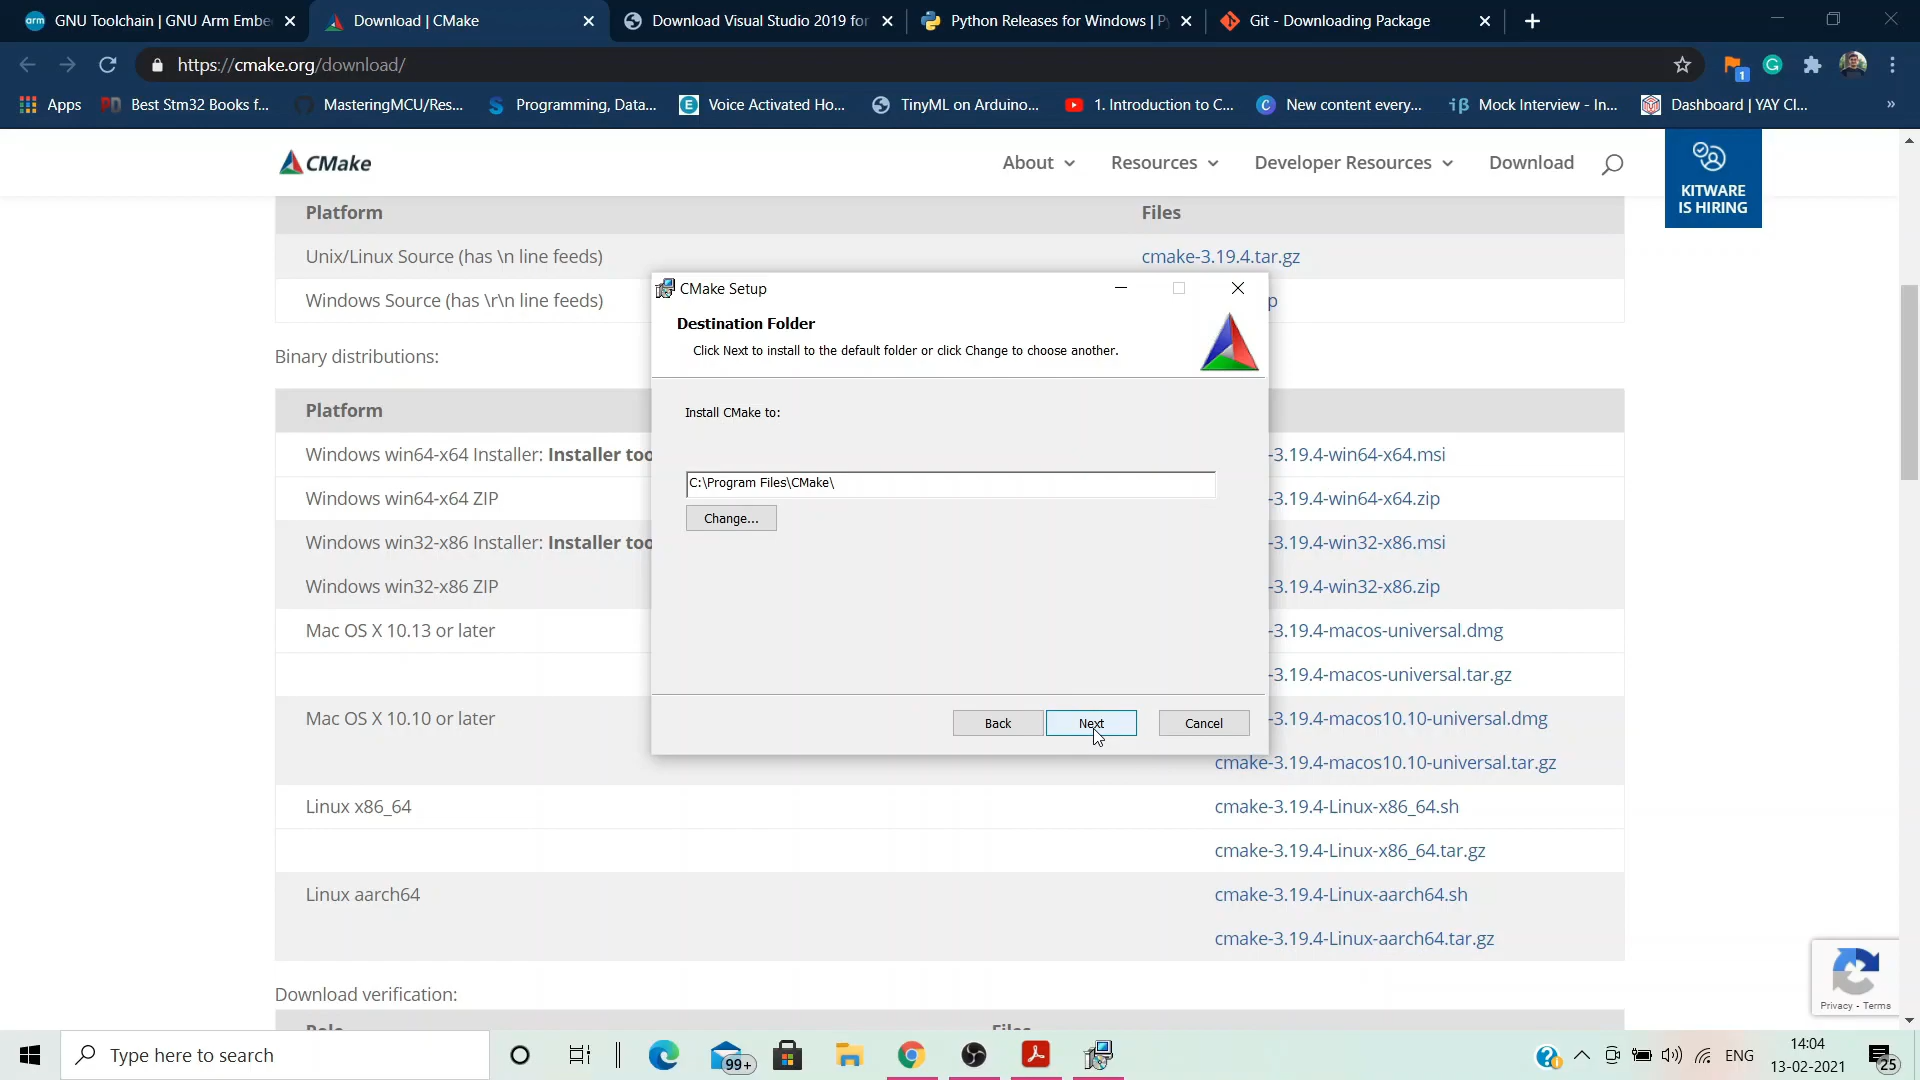 GNU Toolchain | GNU Arm Embe
Download | CMake
Download Visual Studio 2019 for
Python Releases for Windows | Py
Git - Downloading Package
https://cmake.org/download/
1
Apps
Best Stm32 Books f...
MasteringMCU/Res...
Programming, Data...
Voice Activated Ho...
TinyML on Arduino...
1. Introduction to C...
New content every...
Mock Interview - In...
Dashboard | YAY Cl...
»
CMake
About
Resources
Developer Resources
Download
KITWARE
IS HIRING
Platform
Files
Unix/Linux Source (has \n line feeds)
cmake-3.19.4.tar.gz
Windows Source (has \r\n line feeds)
p
Binary distributions:
Platform
Windows win64-x64 Installer: Installer too
-3.19.4-win64-x64.msi
Windows win64-x64 ZIP
-3.19.4-win64-x64.zip
Windows win32-x86 Installer: Installer too
-3.19.4-win32-x86.msi
Windows win32-x86 ZIP
-3.19.4-win32-x86.zip
Mac OS X 10.13 or later
-3.19.4-macos-universal.dmg
-3.19.4-macos-universal.tar.gz
Mac OS X 10.10 or later
-3.19.4-macos10.10-universal.dmg
cmake-3.19.4-macos10.10-universal.tar.gz
Linux x86_64
cmake-3.19.4-Linux-x86_64.sh
cmake-3.19.4-Linux-x86_64.tar.gz
Linux aarch64
cmake-3.19.4-Linux-aarch64.sh
cmake-3.19.4-Linux-aarch64.tar.gz
Download verification:
Role
Files
CMake Setup
Destination Folder
Click Next to install to the default folder or click Change to choose another.
Install CMake to:
C:\Program Files\CMake\
Change...
Back
Next
Cancel
Privacy - Terms
Type here to search
99+
ENG
14:04
13-02-2021
25